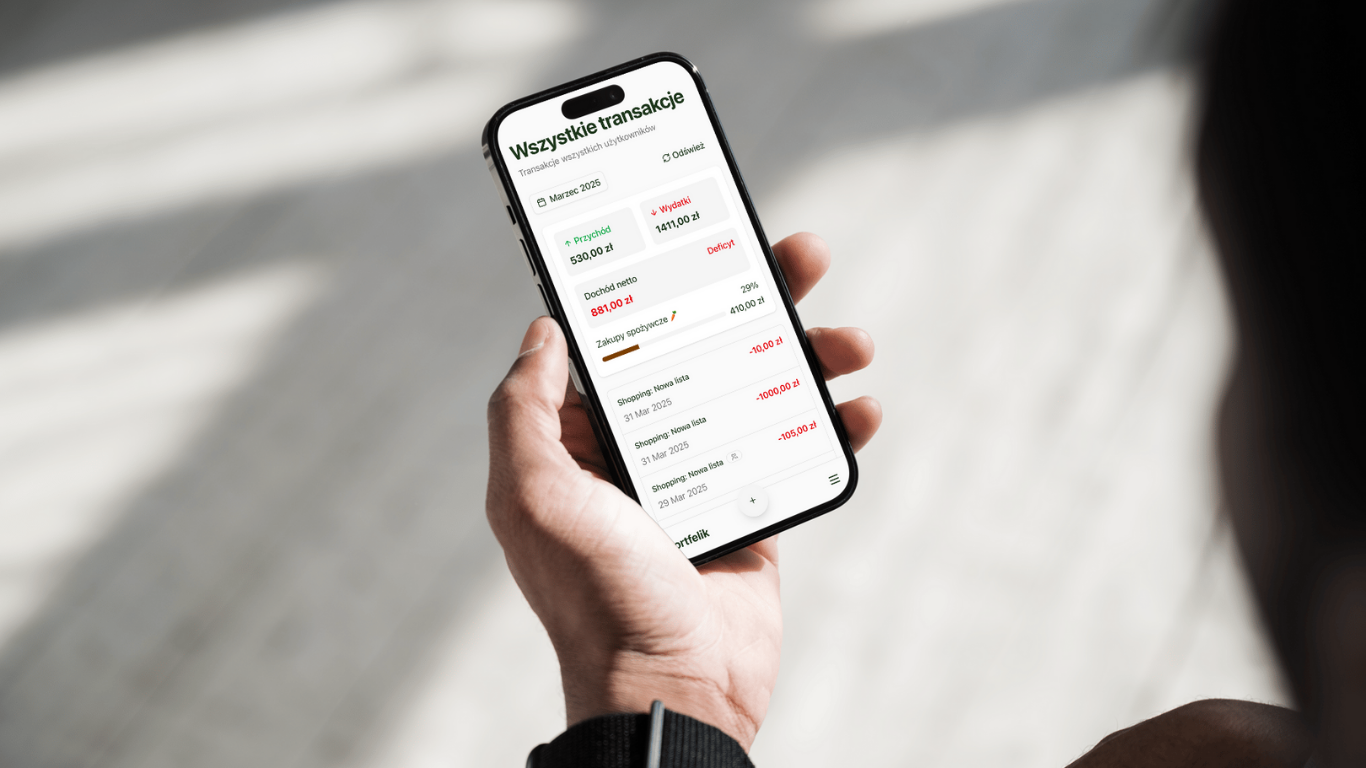 Wszystkie transakcje
Transakcje wszystkich użytkowników
Odśwież
Marzec 2025
↑ Przychód
530,00 zł
↓ Wydatki
1411,00 zł
Dochód netto
Deficyt
881,00 zł
Zakupy spożywcze 🥕
29%
410,00 zł
Shopping: Nowa lista
-10,00 zł
31 Mar 2025
Shopping: Nowa lista
-1000,00 zł
31 Mar 2025
Shopping: Nowa lista
-105,00 zł
29 Mar 2025
+
ortfelik